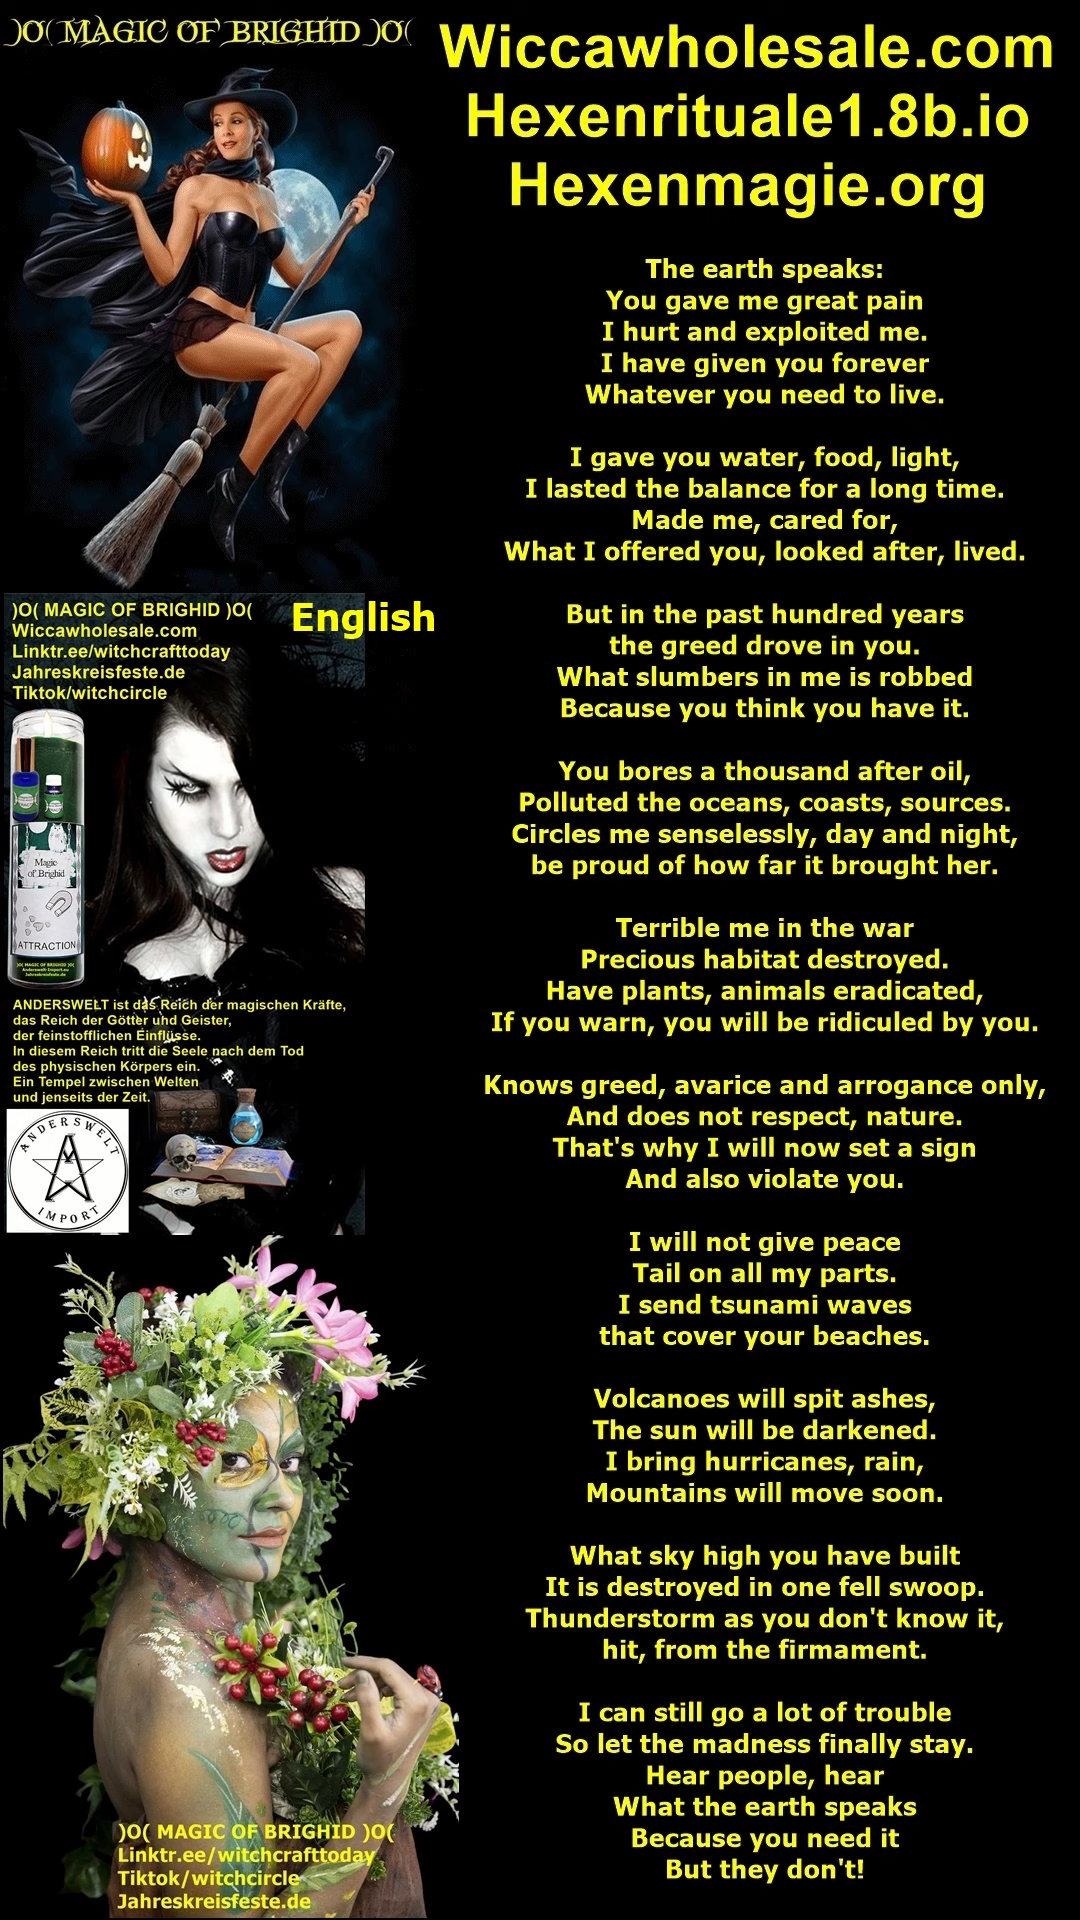 )O( MAGIC OF BRIGHID )O(
Wiccawholesale.com
Hexenrituale1.8b.io
Hexenmagie.org
The earth speaks:
You gave me great pain
I hurt and exploited me.
I have given you forever
Whatever you need to live.
I gave you water, food, light,
I lasted the balance for a long time.
Made me, cared for,
What I offered you, looked after, lived.
But in the past hundred years
the greed drove in you.
What slumbers in me is robbed
Because you think you have it.
You bores a thousand after oil,
Polluted the oceans, coasts, sources.
Circles me senselessly, day and night,
be proud of how far it brought her.
Terrible me in the war
Precious habitat destroyed.
Have plants, animals eradicated,
If you warn, you will be ridiculed by you.
Knows greed, avarice and arrogance only,
And does not respect, nature.
That's why I will now set a sign
And also violate you.
I will not give peace
Tail on all my parts.
I send tsunami waves
that cover your beaches.
Volcanoes will spit ashes,
The sun will be darkened.
I bring hurricanes, rain,
Mountains will move soon.
What sky high you have built
It is destroyed in one fell swoop.
Thunderstorm as you don't know it,
hit, from the firmament.
I can still go a lot of trouble
So let the madness finally stay.
Hear people, hear
What the earth speaks
Because you need it
But they don't!
)O( MAGIC OF BRIGHID )O(
Wiccawholesale.com
Linktr.ee/witchcrafttoday
Jahreskreisfeste.de
Tiktok/witchcircle
English
Magic
of Brighid
ATTRACTION
)O( MAGIC OF BRIGHID )O(
Anderswelt-Import.eu
Jahreskreisfeste.de
ANDERSWELT ist das Reich der magischen Kräfte,
das Reich der Götter und Geister,
der feinstofflichen Einflüsse.
In diesem Reich tritt die Seele nach dem Tod
des physischen Körpers ein.
Ein Tempel zwischen Welten
und jenseits der Zeit.
ANDERSWELT
IMPORT
)O( MAGIC OF BRIGHID )O(
Linktr.ee/witchcrafttoday
Tiktok/witchcircle
Jahreskreisfeste.de